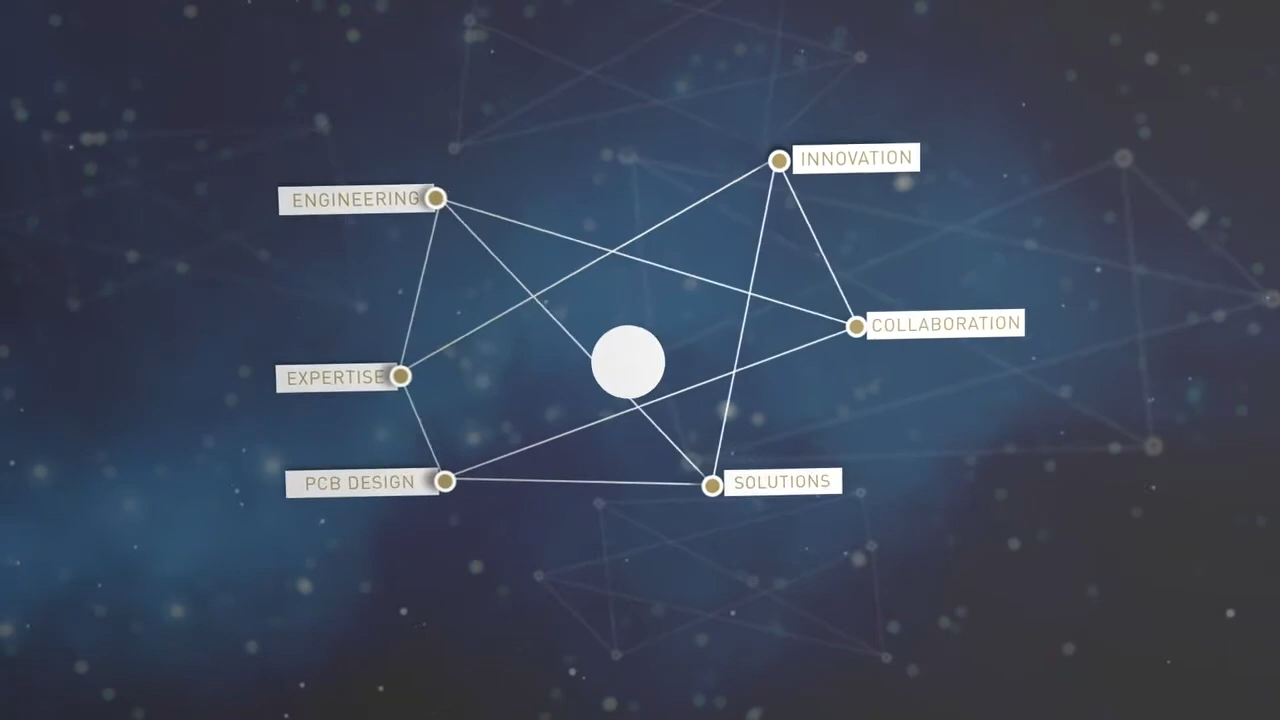 INNOVATION
ENGINEERING
COLLABORATION
EXPERTISE
PCB DESIGN
SOLUTIONS